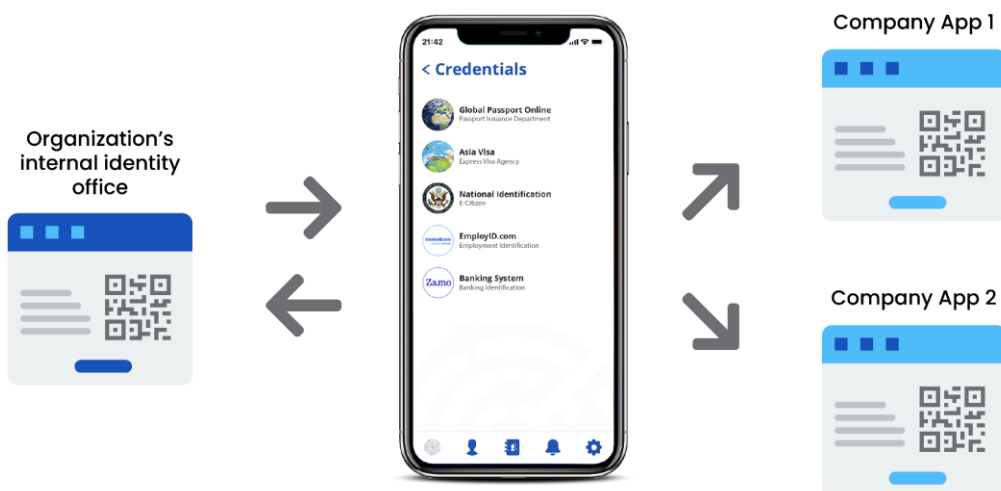 Organization's
internal identity
office
21:42
< Credentials
Global Passport Online
Passport Issuance Department
Asia Visa
Express Visa Agency
National Identification
E-Citizen
EmployID.com
Employment Identification
Zamo
Banking System
Banking Identification
Company App 1
Company App 2